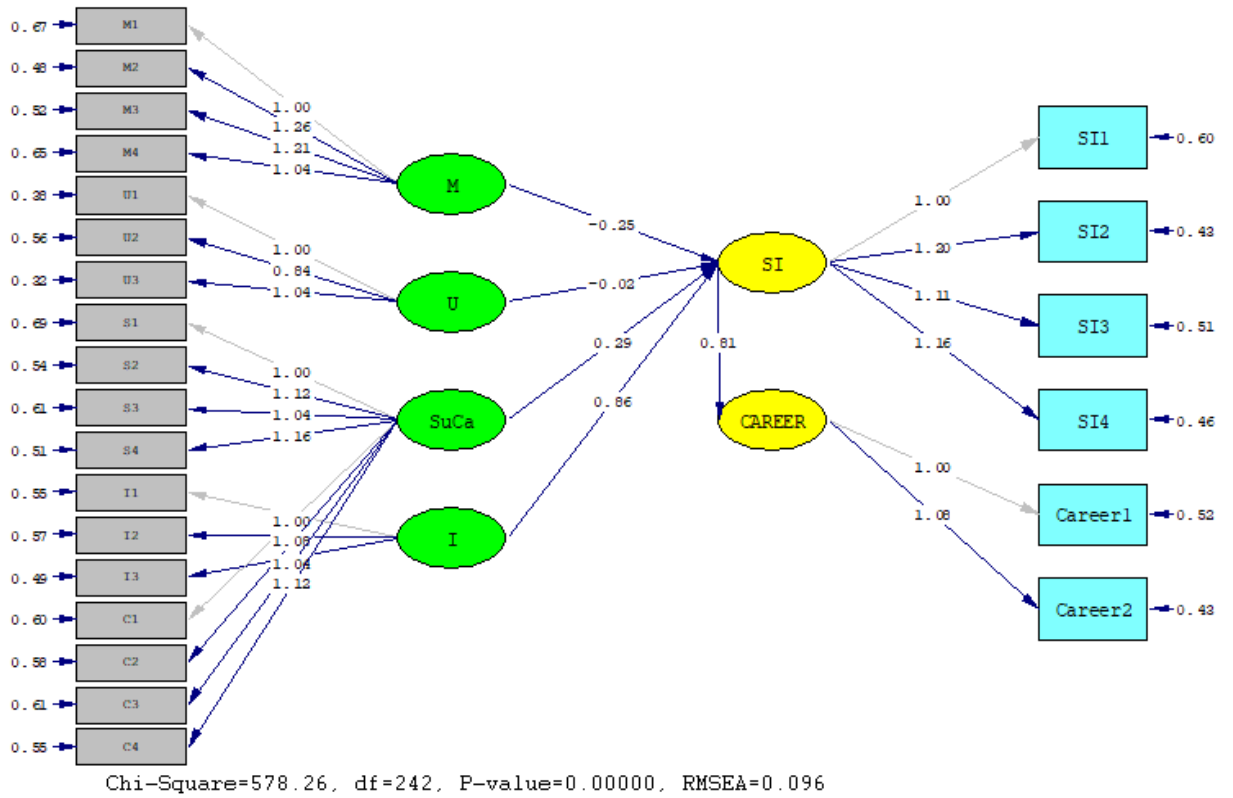 0.67 M1
0.48 M2
0.52 M3
0.65 M4
0.38 U1
0.56 U2
0.32 U3
0.69 S1
0.54 S2
0.61 S3
0.51 S4
0.55 I1
0.57 I2
0.49 I3
0.60 C1
0.58 C2
0.61 C3
0.55 C4
1.00
1.26
1.21
1.04
1.00
0.84
1.04
1.00
1.12
1.04
1.16
1.00
1.04
1.12
M
U
SuCa
I
-0.25
-0.02
0.29
0.86
SI
0.81
CAREER
1.00
1.20
1.11
1.16
1.00
1.08
SI1 0.60
SI2 0.43
SI3 0.51
SI4 0.46
Career1 0.52
Career2 0.43
Chi-Square=578.26, df=242, P-value=0.00000, RMSEA=0.096